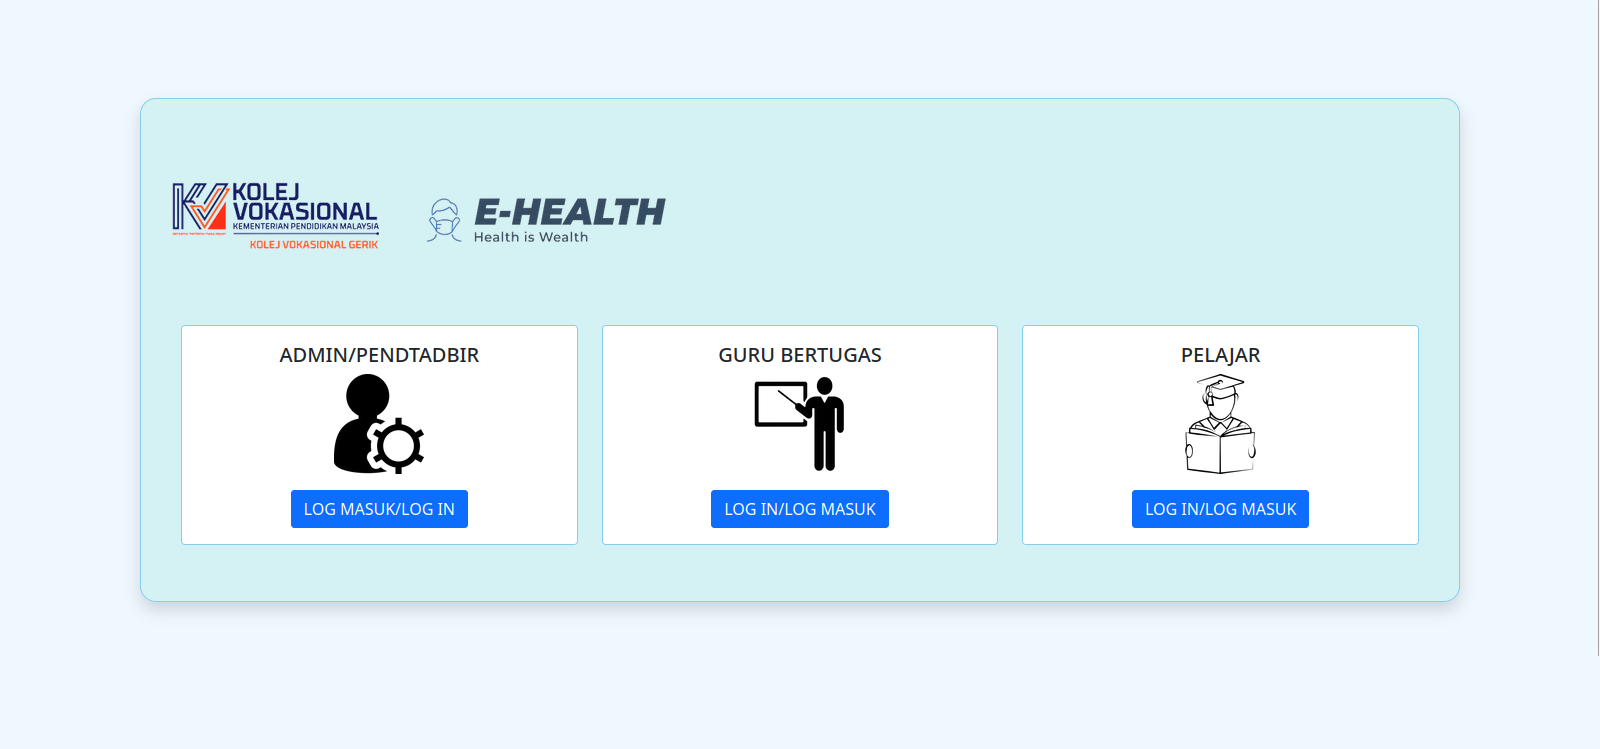 KOLEJ
VOKASIONAL
KEMENTERIAN PENDIDIKAN MALAYSIA
KOLEJ VOKASIONAL GERIK
E-HEALTH
Health is Wealth
ADMIN/PENDTADBIR
LOG MASUK/LOG IN
GURU BERTUGAS
LOG IN/LOG MASUK
PELAJAR
LOG IN/LOG MASUK